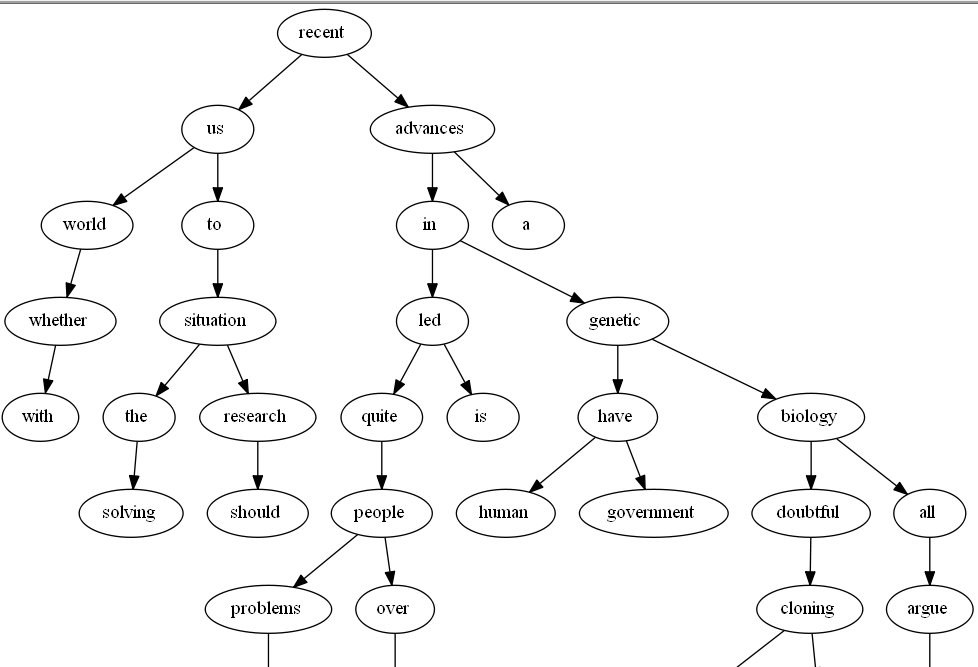 recent
us advances
world to in a
whether situation led genetic
with the research quite is have biology
solving should people human government doubtful all
problems over cloning argue